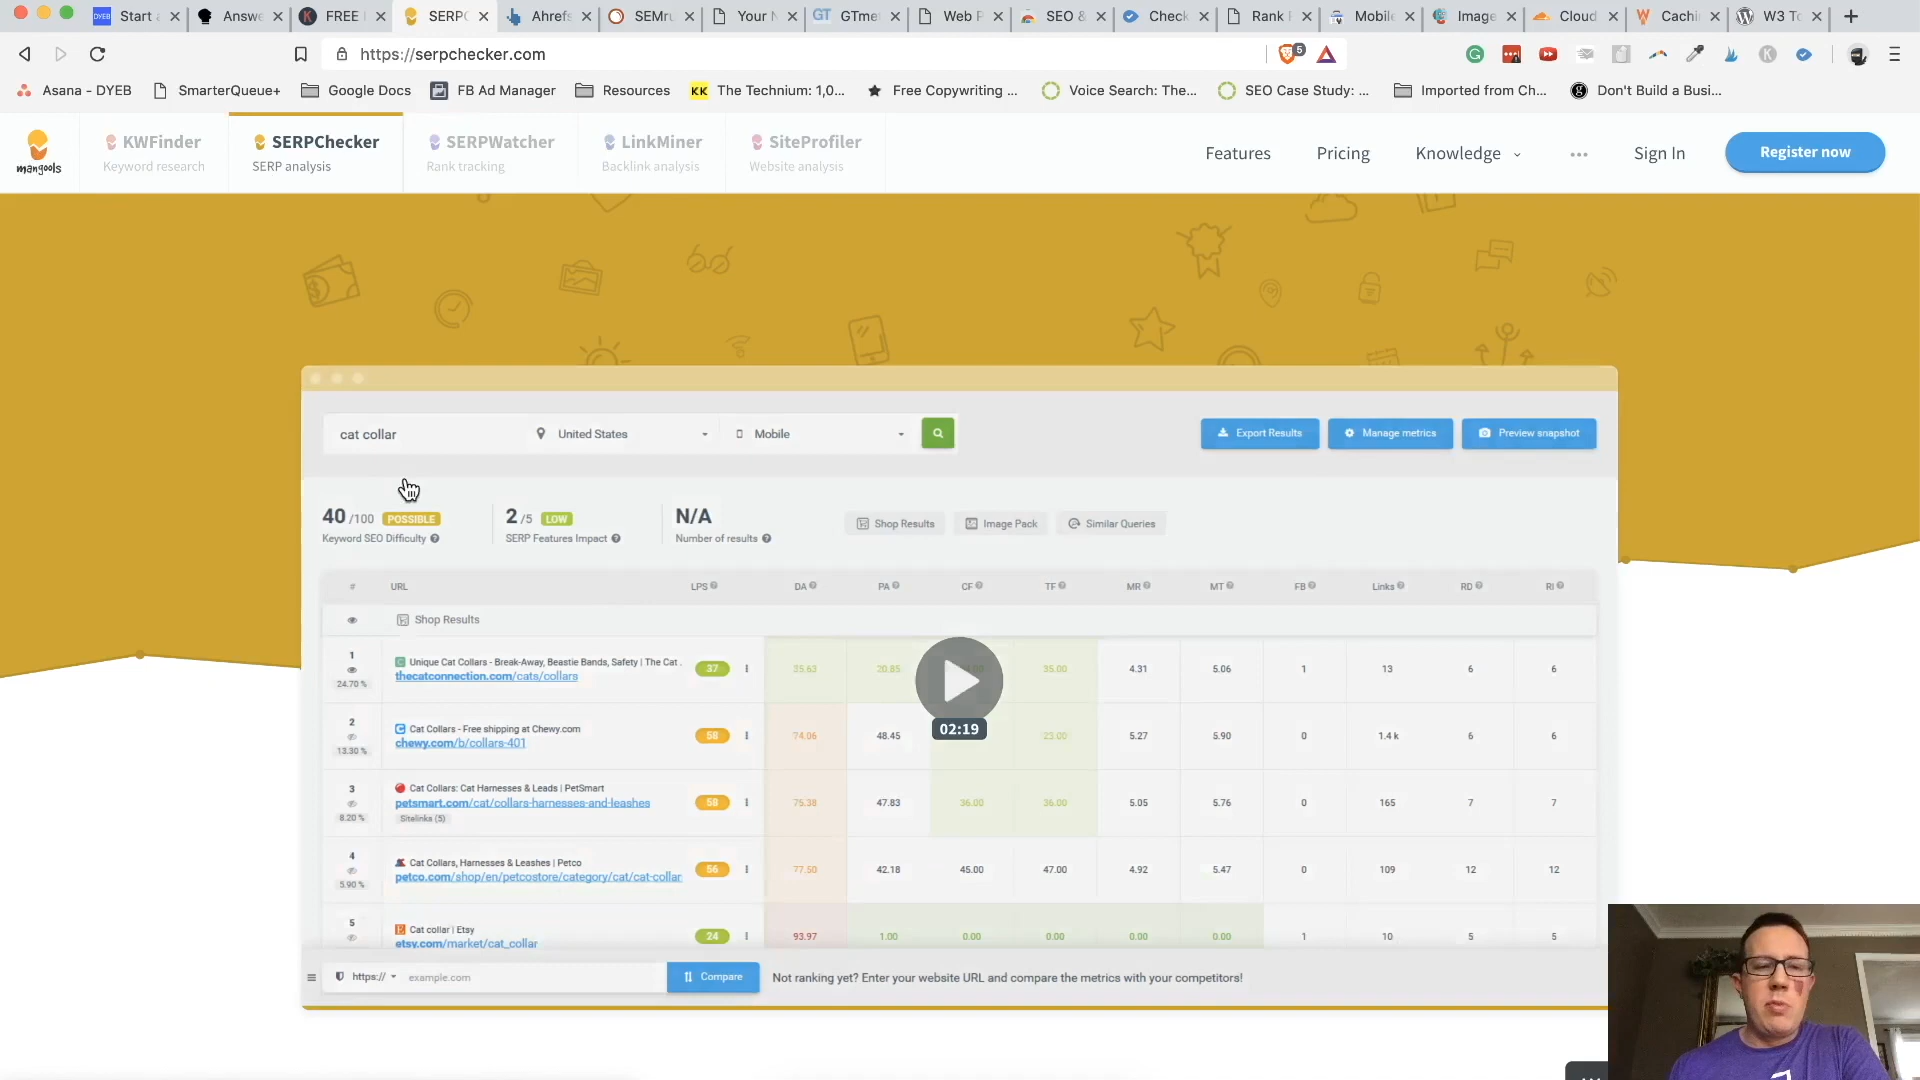 DYEB Start a
Answe
FREE
SERPC
Ahrefs
SEMru
Your N
GT GTmet
Web P
SEO &
Check
Rank F
Mobile
Image
Cloud
Cachi
W3 To
https://serpchecker.com
5
Asana - DYEB
SmarterQueue+
Google Docs
FB Ad Manager
Resources
KK The Technium: 1,0...
Free Copywriting ...
Voice Search: The...
SEO Case Study: ...
Imported from Ch...
Don't Build a Busi...
mangools
KWFinder
Keyword research
SERPChecker
SERP analysis
SERPWatcher
Rank tracking
LinkMiner
Backlink analysis
SiteProfiler
Website analysis
Features
Pricing
Knowledge
Sign In
Register now
cat collar
United States
Mobile
Export Results
Manage metrics
Preview snapshot
40 /100 POSSIBLE
Keyword SEO Difficulty
2 /5 LOW
SERP Features Impact
N/A
Number of results
Shop Results
Image Pack
Similar Queries
# URL LPS DA PA CF TF MR MT FB Links RD RI
Shop Results
1 Unique Cat Collars - Break-Away, Beastie Bands, Safety | The Cat .
24.70 % thecatconnection.com/cats/collars 37 35.63 20.85 35.00 4.31 5.06 1 13 6 6
2 Cat Collars - Free shipping at Chewy.com
13.30 % chewy.com/b/collars-401 58 74.06 48.45 23.00 5.27 5.90 0 1.4 k 6 6
02:19
3 Cat Collars: Cat Harnesses & Leads | PetSmart
petsmart.com/cat/collars-harnesses-and-leashes 58 75.38 47.83 36.00 36.00 5.05 5.76 0 165 7 7
8.20 % Sitelinks (5)
4 Cat Collars, Harnesses & Leashes | Petco
5.90 % petco.com/shop/en/petcostore/category/cat/cat-collar 56 77.50 42.18 45.00 47.00 4.92 5.47 0 109 12 12
5 Cat collar | Etsy
etsy.com/market/cat_collar 24 93.97 1.00 0.00 0.00 0.00 0.00 1 10 5 5
https:// example.com
Compare
Not ranking yet? Enter your website URL and compare the metrics with your competitors!